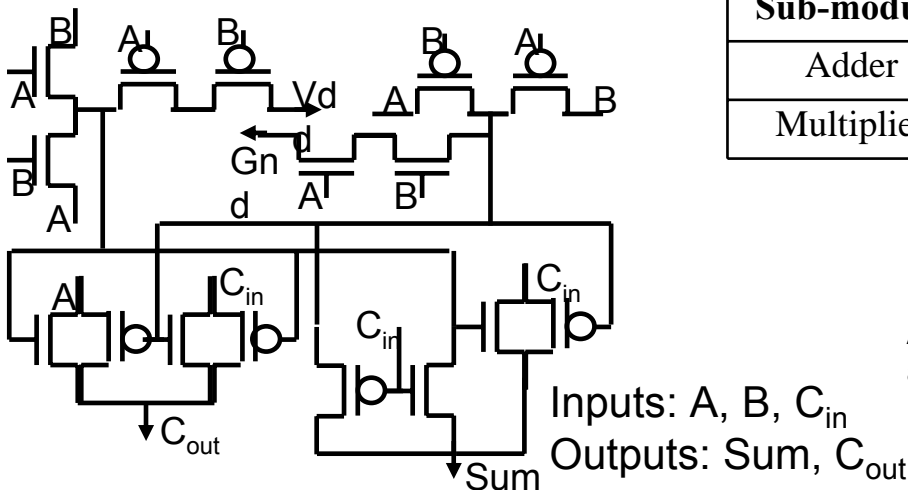 Sub-modu
Adder
Multiplie
B
A
B
A
A
B
Vd
d
B
A
A
B
Gn
d
A
B
A
C_in
C_in
C_in
C_out
Sum
Inputs: A, B, C_in
Outputs: Sum, C_out